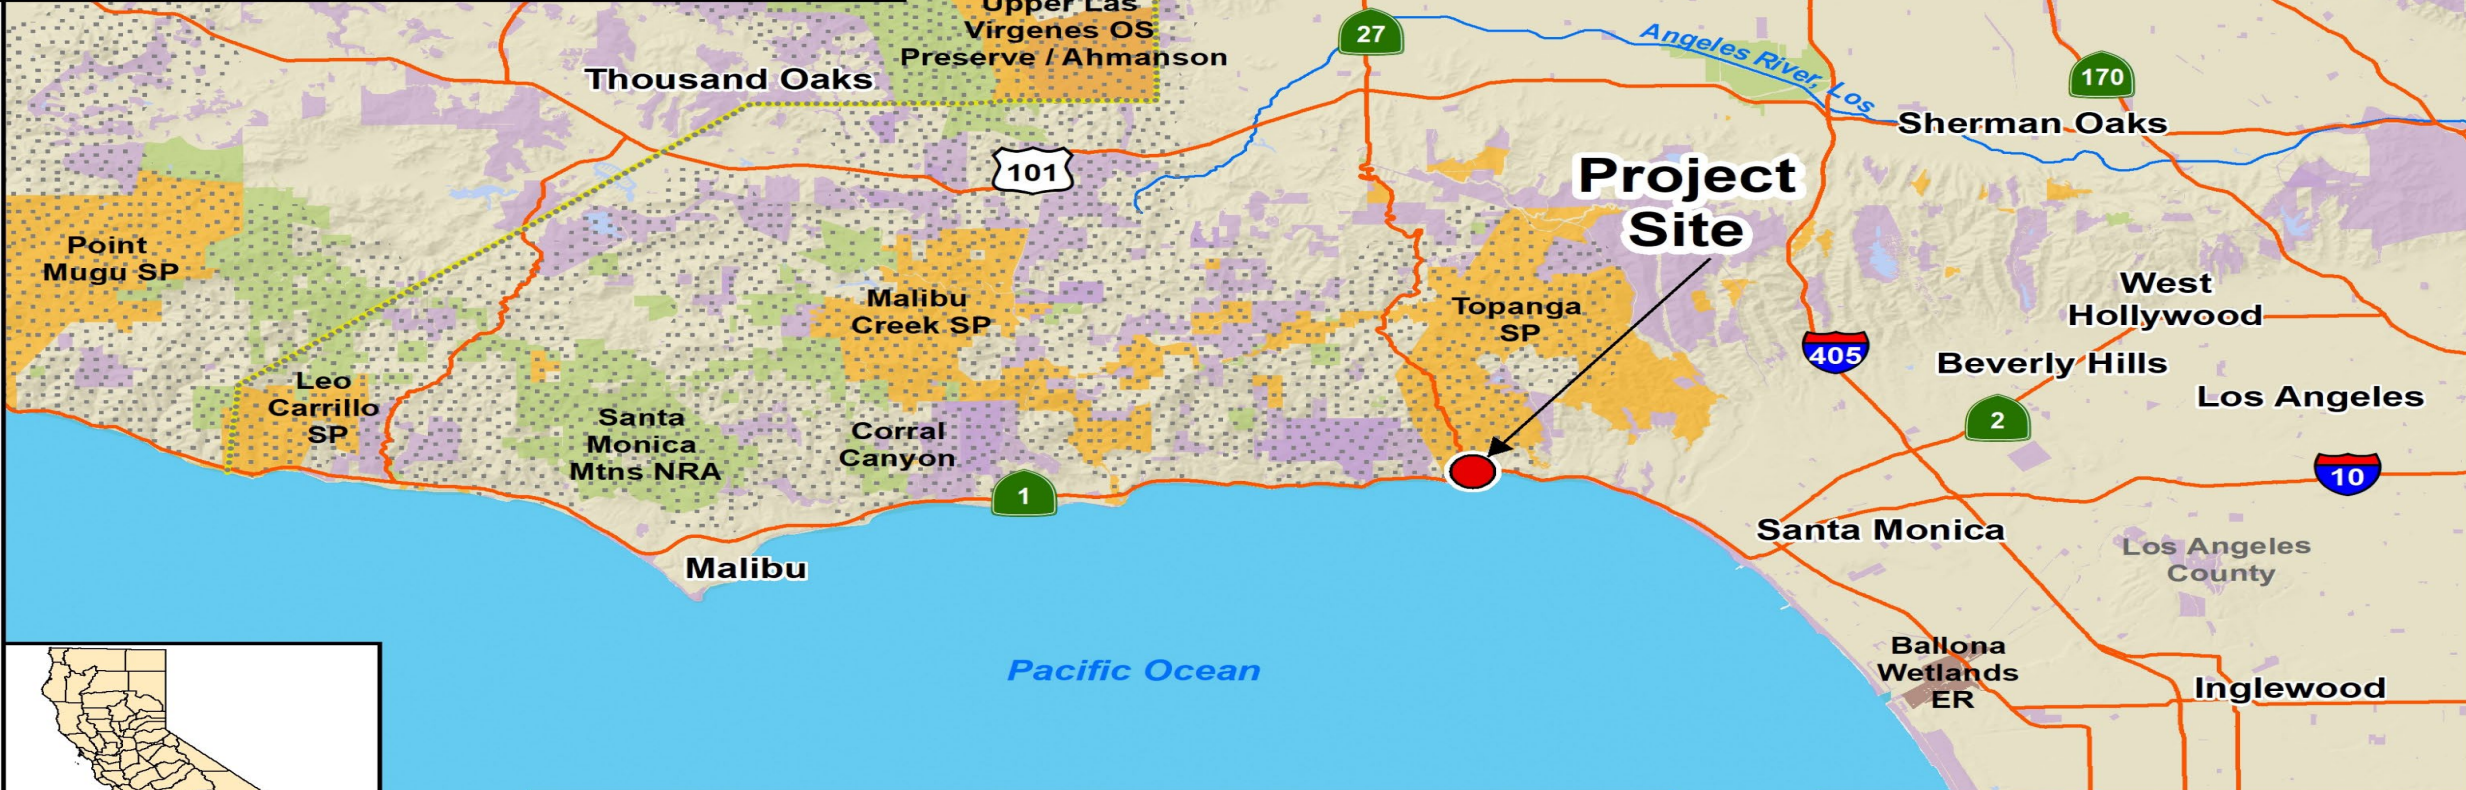 Upper Las
Virgenes OS
Preserve / Ahmanson
27
Angeles River, Los
170
Thousand Oaks
Sherman Oaks
101
Project
Site
Point
Mugu SP
Malibu
Creek SP
Topanga
SP
West
Hollywood
405
Beverly Hills
Leo
Carrillo
SP
Los Angeles
2
Santa
Monica
Mtns NRA
Corral
Canyon
1
10
Santa Monica
Malibu
Los Angeles
County
Pacific Ocean
Ballona
Wetlands
ER
Inglewood